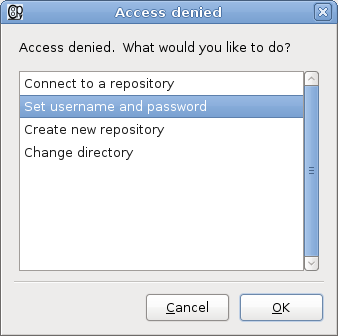 Access denied
Access denied.  What would you like to do?
Connect to a repository
Set username and password
Create new repository
Change directory
Cancel
OK